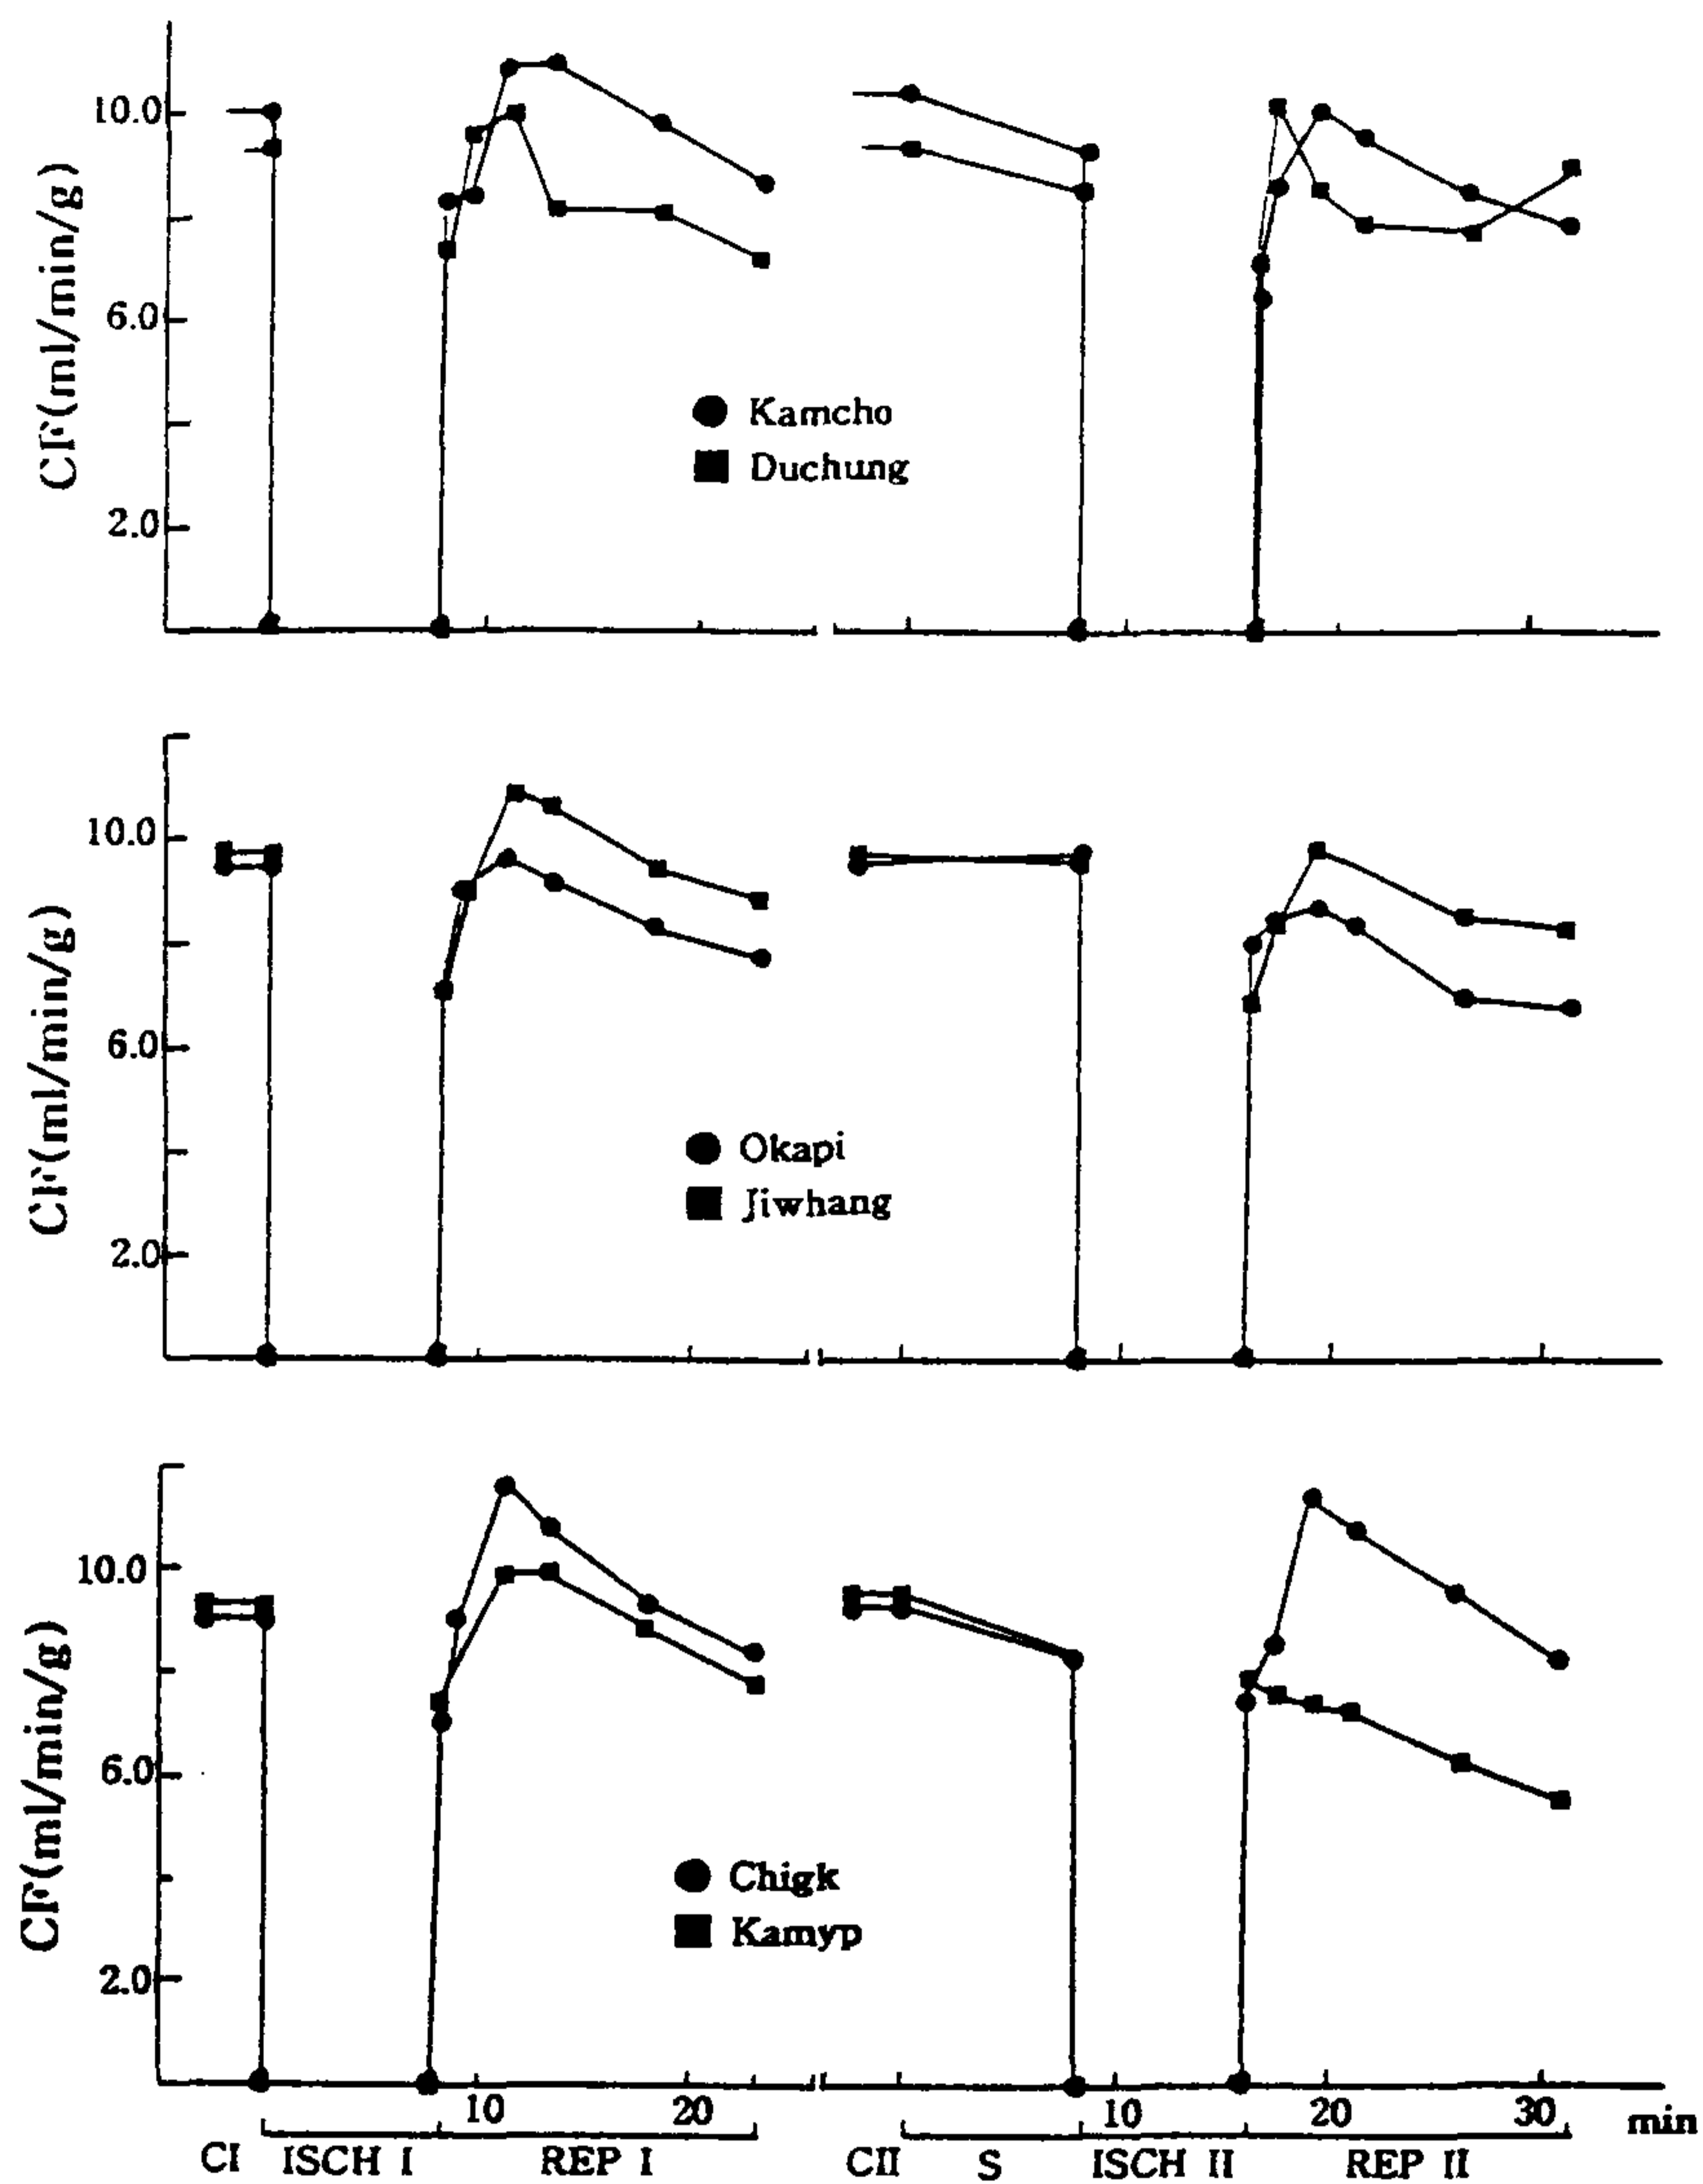 CF(ml/min/g)
10.0
6.0
2.0
Kamcho
Duchung
CF(ml/min/g)
10.0
6.0
2.0
Okapi
Jiwhang
CF(ml/min/g)
10.0
6.0
2.0
Chigk
Kamyp
10 20 10 20 30 min
CI ISCH I REP I CII S ISCH II REP II